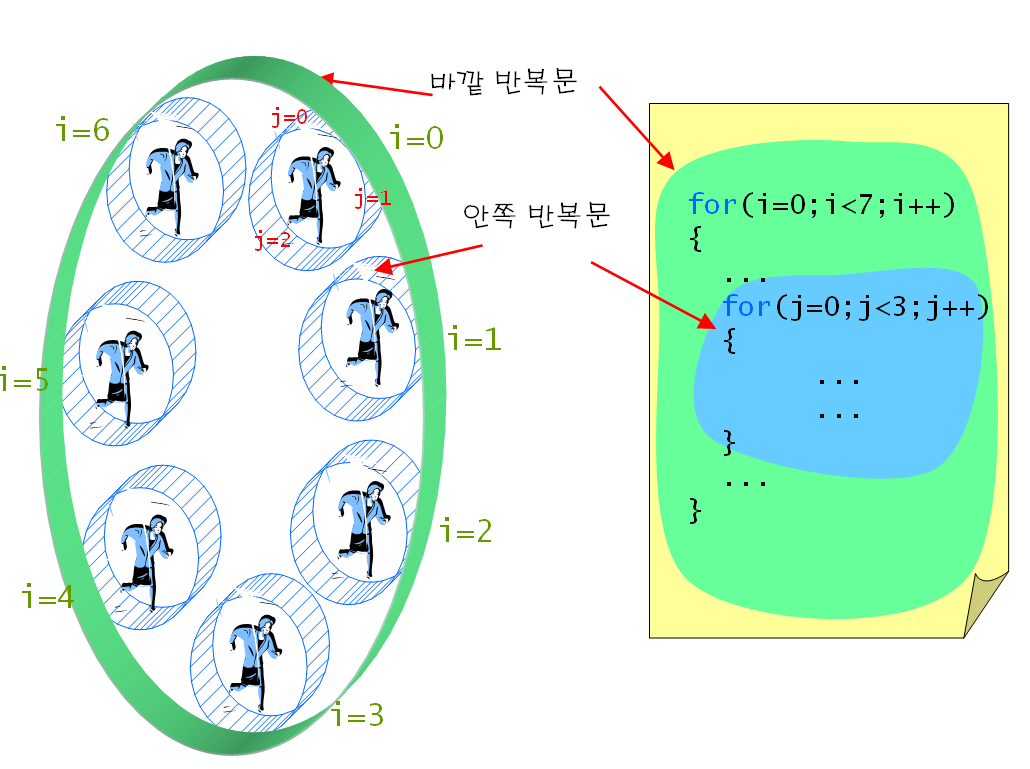 바깥 반복문
안쪽 반복문
i=6
j=0
i=0
j=1
j=2
i=1
i=5
i=2
i=4
i=3
for(i=0;i<7;i++)
{
...
for(j=0;j<3;j++)
{
...
...
}
...
}